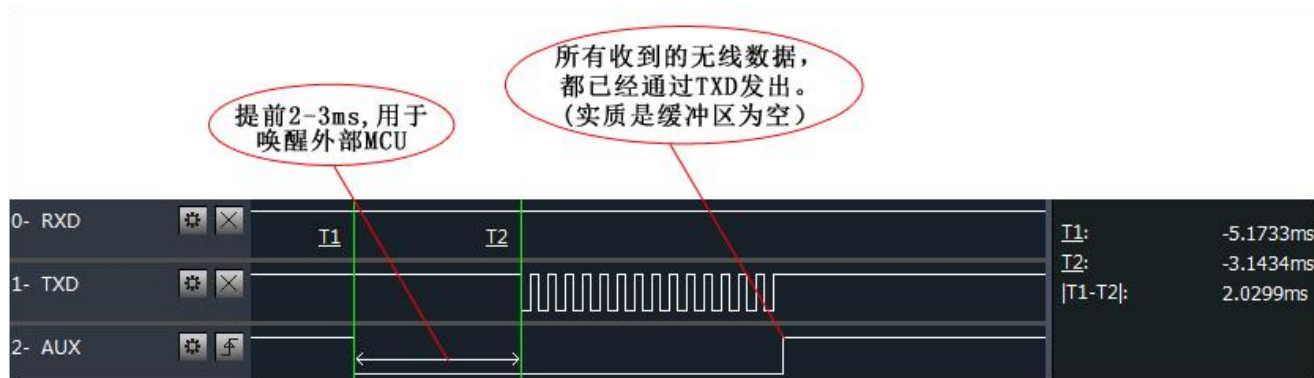 所有收到的无线数据，
都已经通过TXD发出。
(实质是缓冲区为空)
提前2-3ms,用于
唤醒外部MCU
0- RXD
T1
T2
T1:
-5.1733ms
T2:
-3.1434ms
1- TXD
|T1-T2|:
2.0299ms
2- AUX